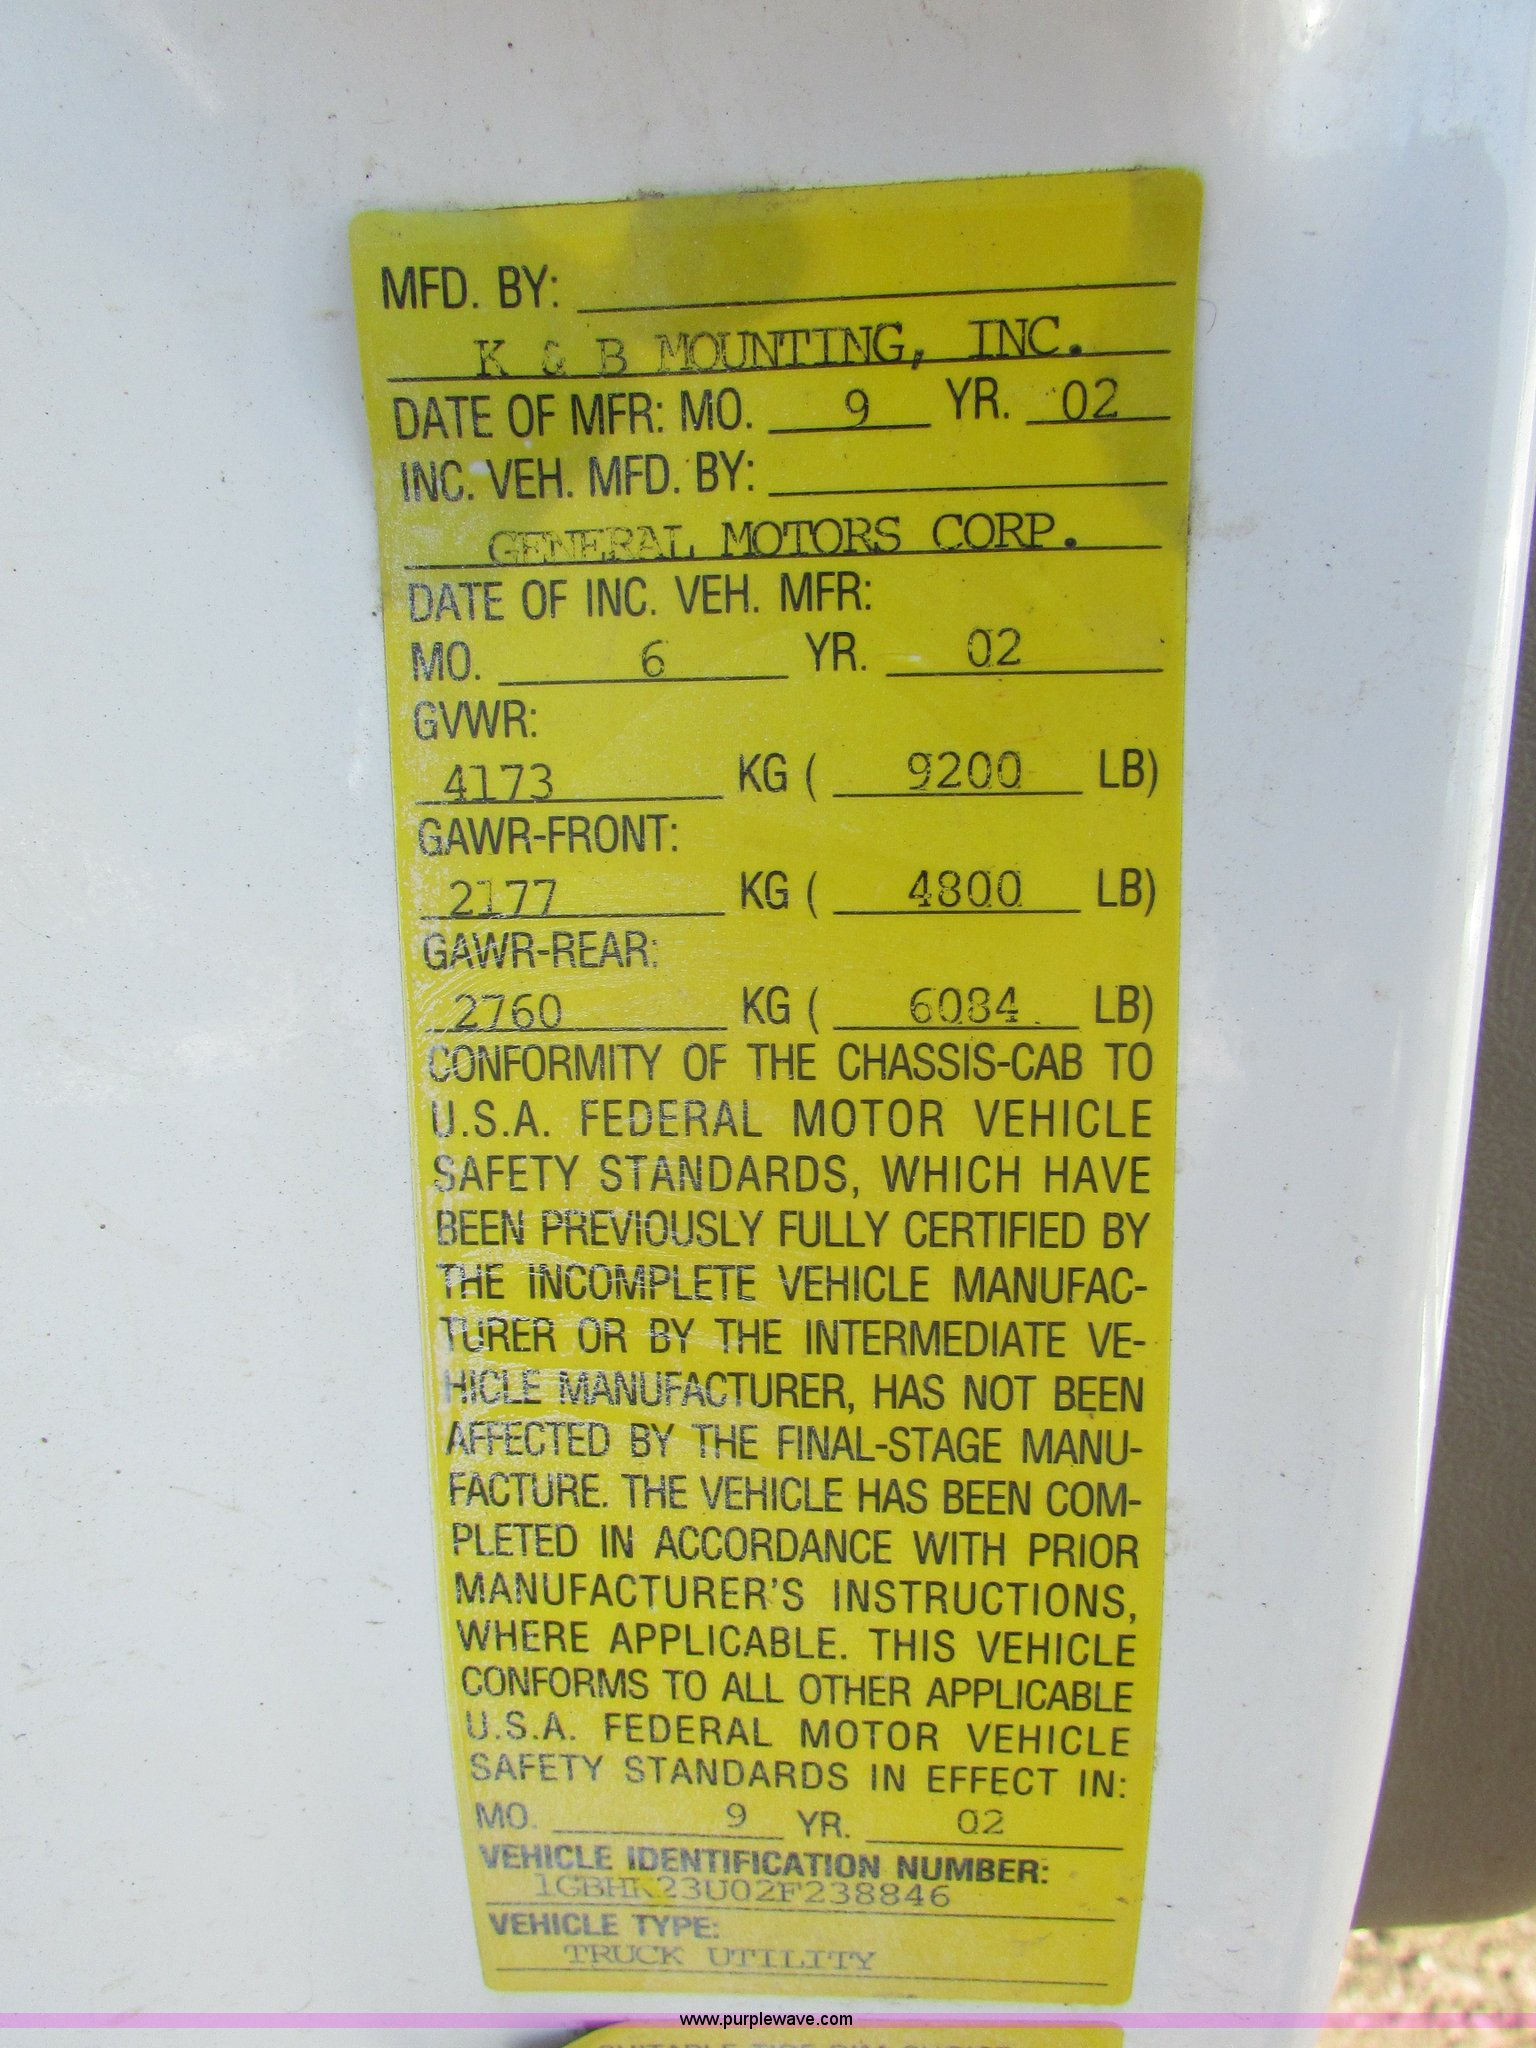 MFD. BY:
K & B MOUNTING, INC.
DATE OF MFR: MO. 9 YR. 02
INC. VEH. MFD. BY:
GENERAL MOTORS CORP.
DATE OF INC. VEH. MFR:
MO. 6 YR. 02
GVWR:
4173 KG ( 9200 LB)
GAWR-FRONT:
2177 KG ( 4800 LB)
GAWR-REAR:
2760 KG ( 6084 LB)
CONFORMITY OF THE CHASSIS-CAB TO
U.S.A. FEDERAL MOTOR VEHICLE
SAFETY STANDARDS, WHICH HAVE
BEEN PREVIOUSLY FULLY CERTIFIED BY
THE INCOMPLETE VEHICLE MANUFAC-
TURER OR BY THE INTERMEDIATE VE-
HICLE MANUFACTURER, HAS NOT BEEN
AFFECTED BY THE FINAL-STAGE MANU-
FACTURE. THE VEHICLE HAS BEEN COM-
PLETED IN ACCORDANCE WITH PRIOR
MANUFACTURER'S INSTRUCTIONS,
WHERE APPLICABLE. THIS VEHICLE
CONFORMS TO ALL OTHER APPLICABLE
U.S.A. FEDERAL MOTOR VEHICLE
SAFETY STANDARDS IN EFFECT IN:
MO. 9 YR. 02
VEHICLE IDENTIFICATION NUMBER:
1GBHK23U02F238846
VEHICLE TYPE:
TRUCK UTILITY
www.purplewave.com